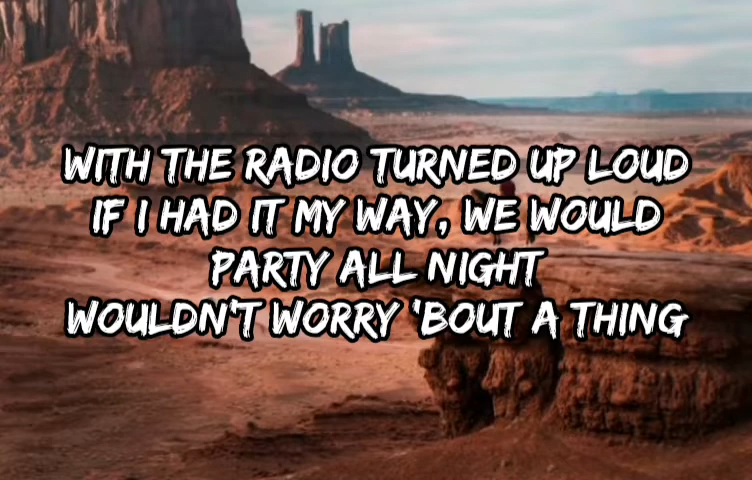 WITH THE RADIO TURNED UP LOUD
IF I HAD IT MY WAY, WE WOULD
PARTY ALL NIGHT
WOULDN'T WORRY 'BOUT A THING